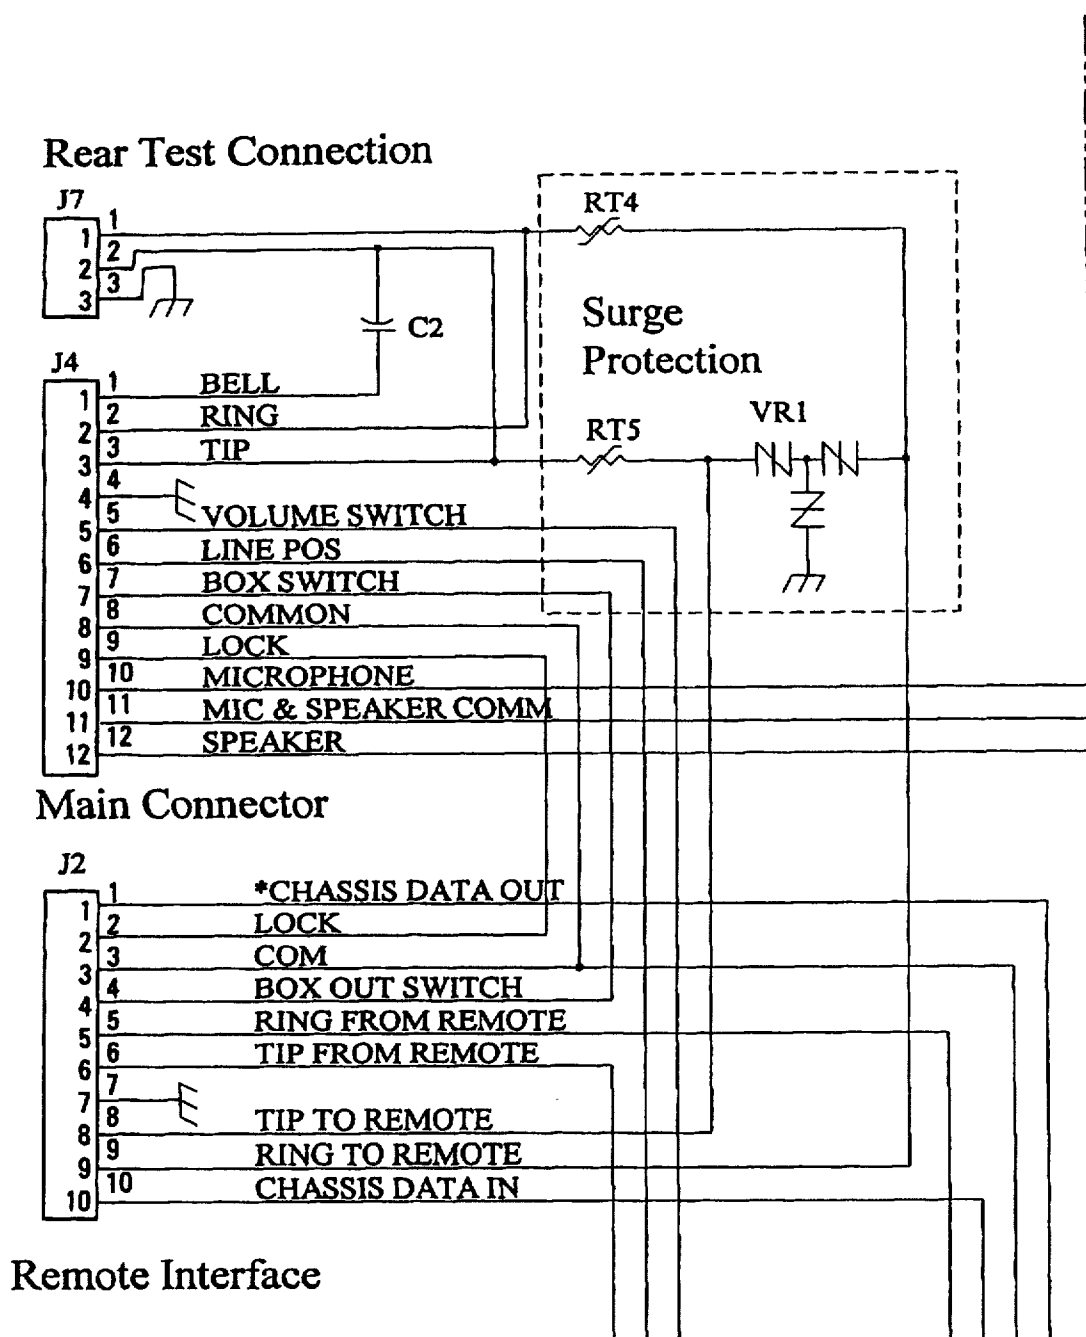 Rear Test Connection
J7
1
1
2
2
3
3
RT4
Surge
Protection
C2
VR1
RT5
J4
1
1 BELL
2
2 RING
3
3 TIP
4
4
5
5 VOLUME SWITCH
6
6 LINE POS
7
7 BOX SWITCH
8
8 COMMON
9
9 LOCK
10
10 MICROPHONE
11
11 MIC & SPEAKER COMM
12
12 SPEAKER
Main Connector
J2
1
1 *CHASSIS DATA OUT
2
2 LOCK
3
3 COM
4
4 BOX OUT SWITCH
5
5 RING FROM REMOTE
6
6 TIP FROM REMOTE
7
7
8
8 TIP TO REMOTE
9
9 RING TO REMOTE
10
10 CHASSIS DATA IN
Remote Interface